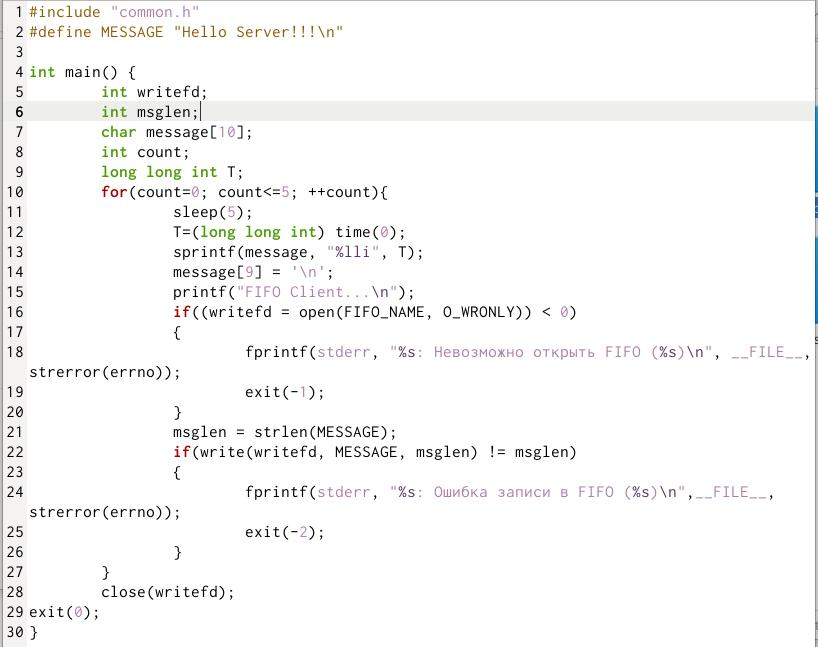 1 #include "common.h"
2 #define MESSAGE "Hello Server!!!\n"
3
4 int main() {
5         int writefd;
6         int msglen;
7         char message[10];
8         int count;
9         long long int T;
10         for(count=0; count<=5; ++count){
11                 sleep(5);
12                 T=(long long int) time(0);
13                 sprintf(message, "%lli", T);
14                 message[9] = '\n';
15                 printf("FIFO Client...\n");
16                 if((writefd = open(FIFO_NAME, O_WRONLY)) < 0)
17                 {
18                         fprintf(stderr, "%s: Невозможно открыть FIFO (%s)\n", __FILE__,
strerror(errno));
19                         exit(-1);
20                 }
21                 msglen = strlen(MESSAGE);
22                 if(write(writefd, MESSAGE, msglen) != msglen)
23                 {
24                         fprintf(stderr, "%s: Ошибка записи в FIFO (%s)\n",__FILE__,
strerror(errno));
25                         exit(-2);
26                 }
27         }
28         close(writefd);
29 exit(0);
30 }